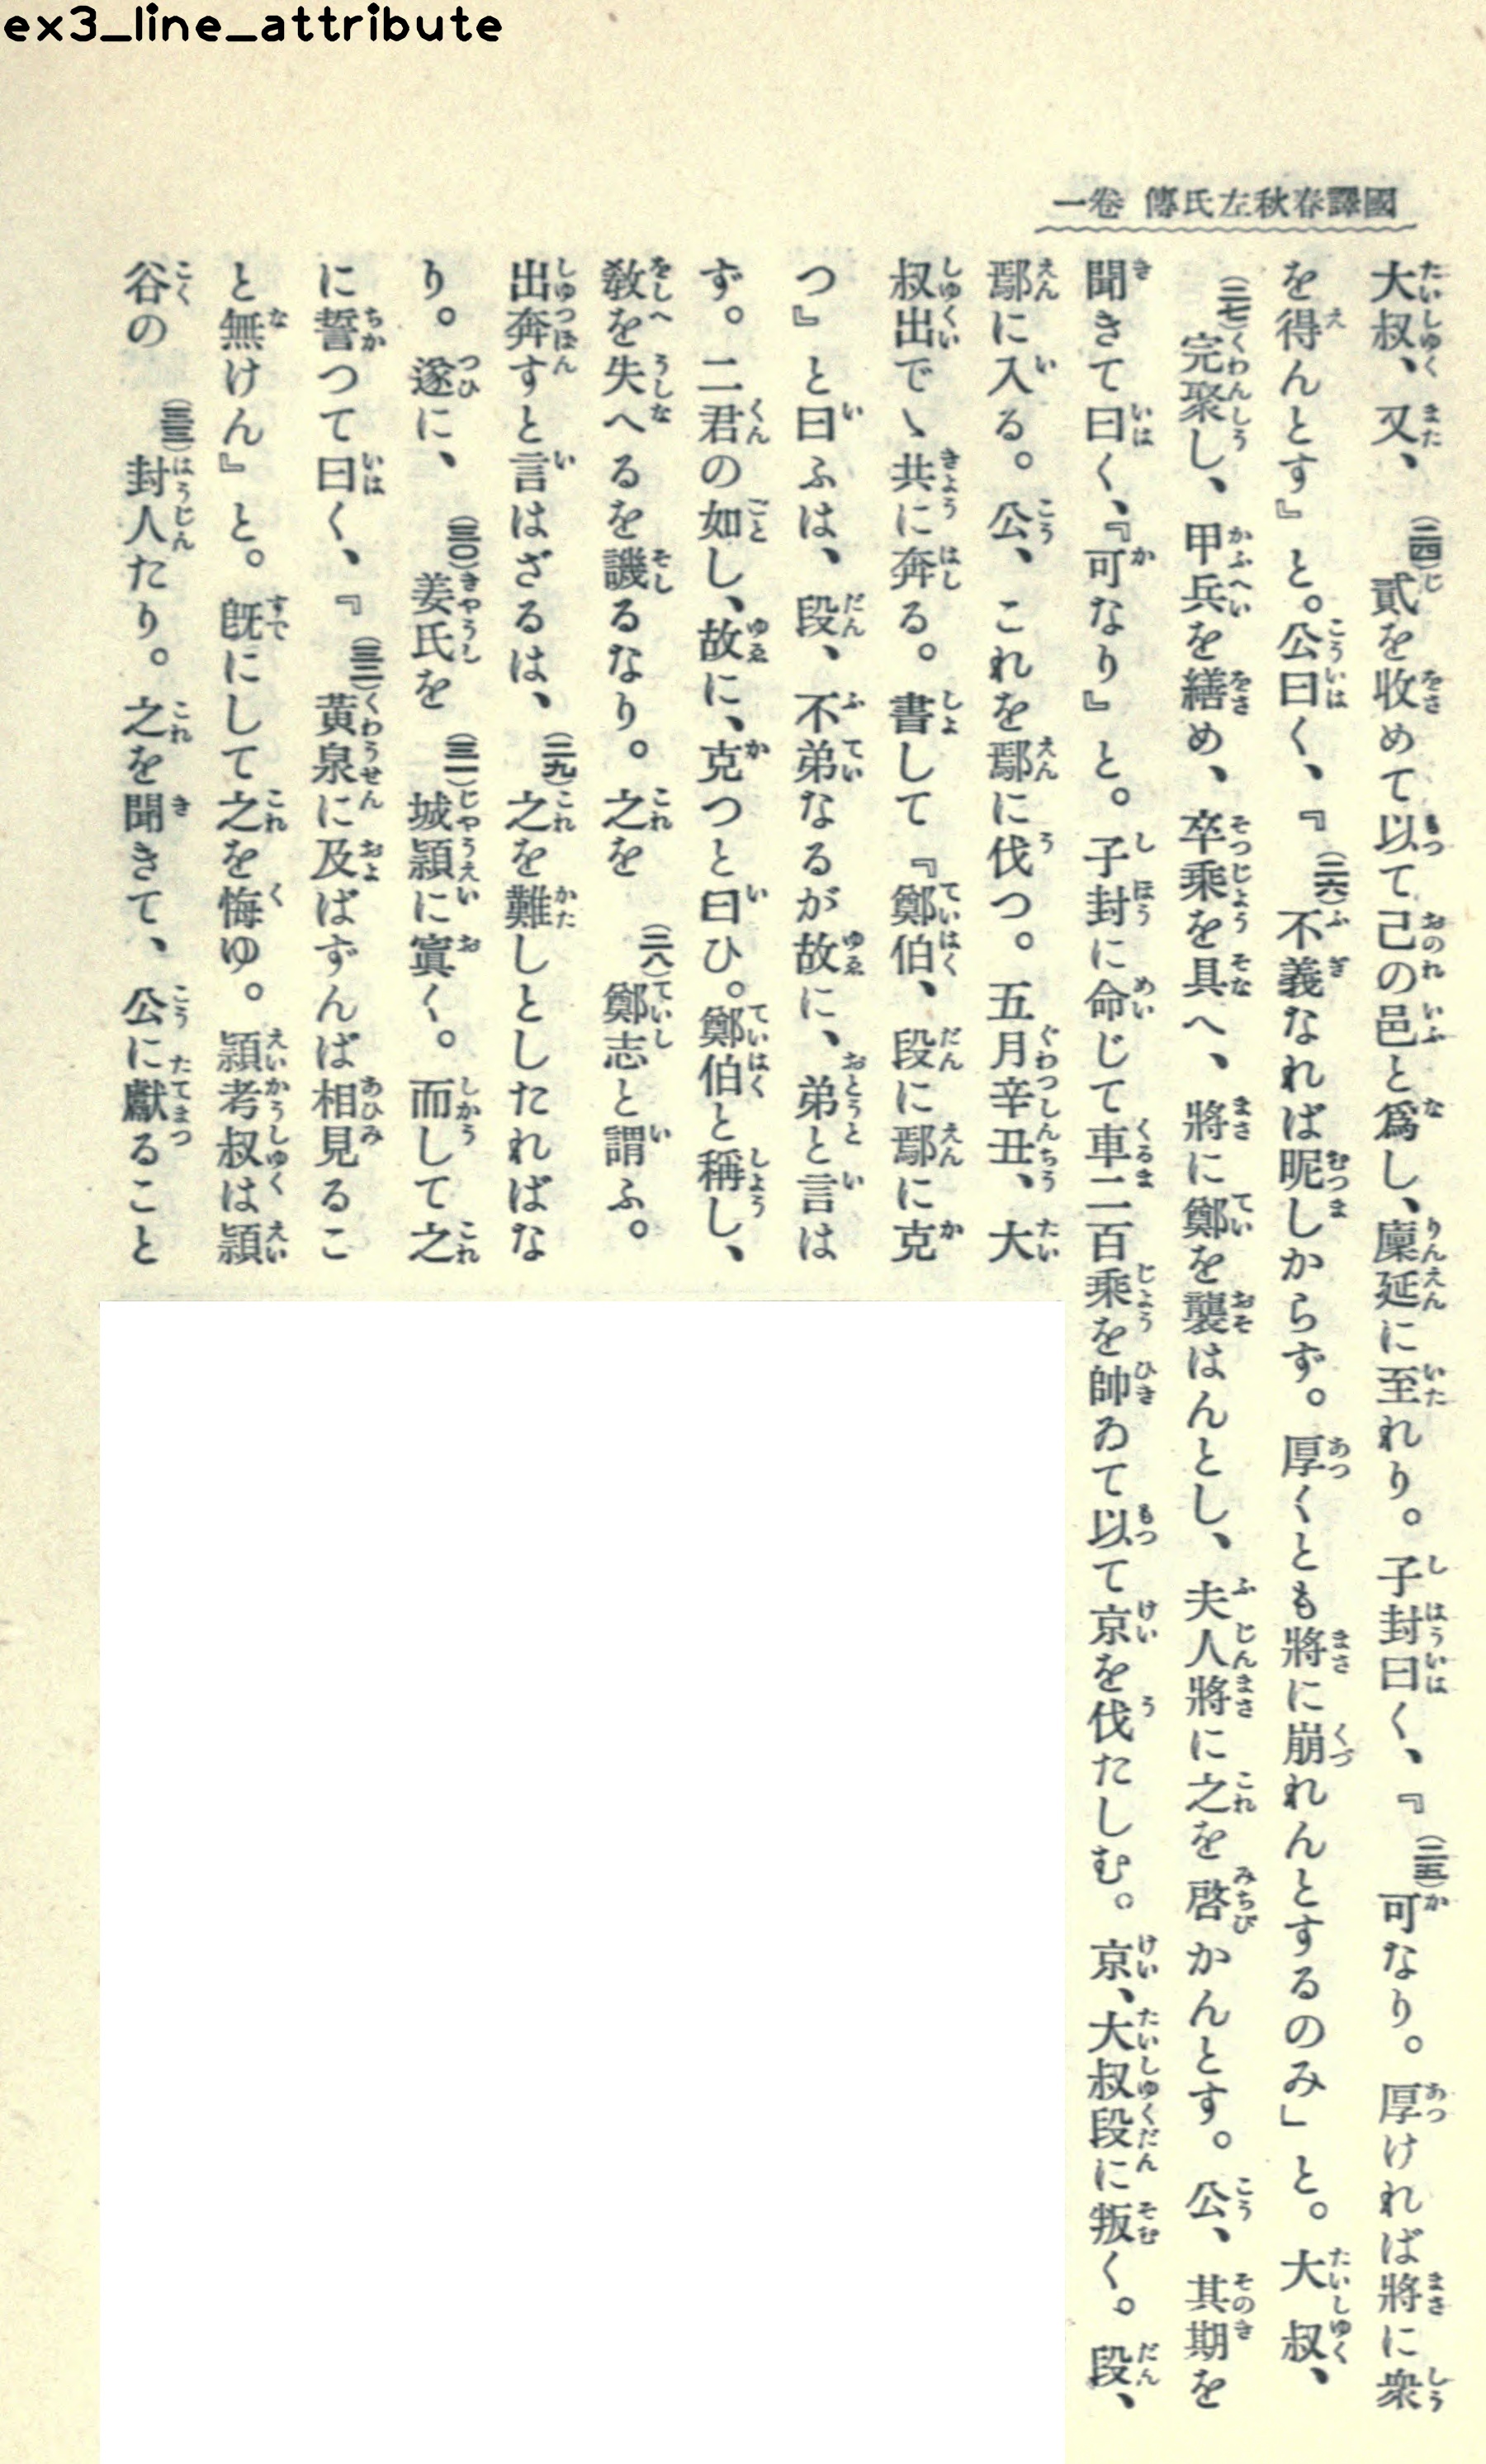 ex3_line_attribute
國譯春秋左氏傳 卷一
大叔、又、(二四)貳を收めて以て己の邑と爲し、廩延に至れり。子封曰く、『(二五)可なり。厚ければ將に衆
を得んとす』と。公曰く、『(二六)不義なれば昵しからず。厚くとも將に崩れんとするのみ」と。大叔、
(二七)完聚し、甲兵を繕め、卒乘を具へ、將に鄭を襲はんとし、夫人將に之を啓かんとす。公、其期を
聞きて曰く、『可なり』と。子封に命じて車二百乘を帥ゐて以て京を伐たしむ。京、大叔段に叛く。段、
鄢に入る。公、これを鄢に伐つ。五月辛丑、大
叔出でゝ共に奔る。書して『鄭伯、段に鄢に克
つ』と曰ふは、段、不弟なるが故に、弟と言は
ず。二君の如し、故に、克つと曰ひ。鄭伯と稱し、
敎を失へるを譏るなり。之を(二八)鄭志と謂ふ。
出奔すと言はざるは、(二九)之を難しとしたればな
り。遂に、(三〇)姜氏を(三一)城潁に寘く。而して之
に誓つて曰く、『(三二)黃泉に及ばずんば相見るこ
と無けん』と。旣にして之を悔ゆ。潁考叔は潁
谷の(三三)封人たり。之を聞きて、公に獻ること